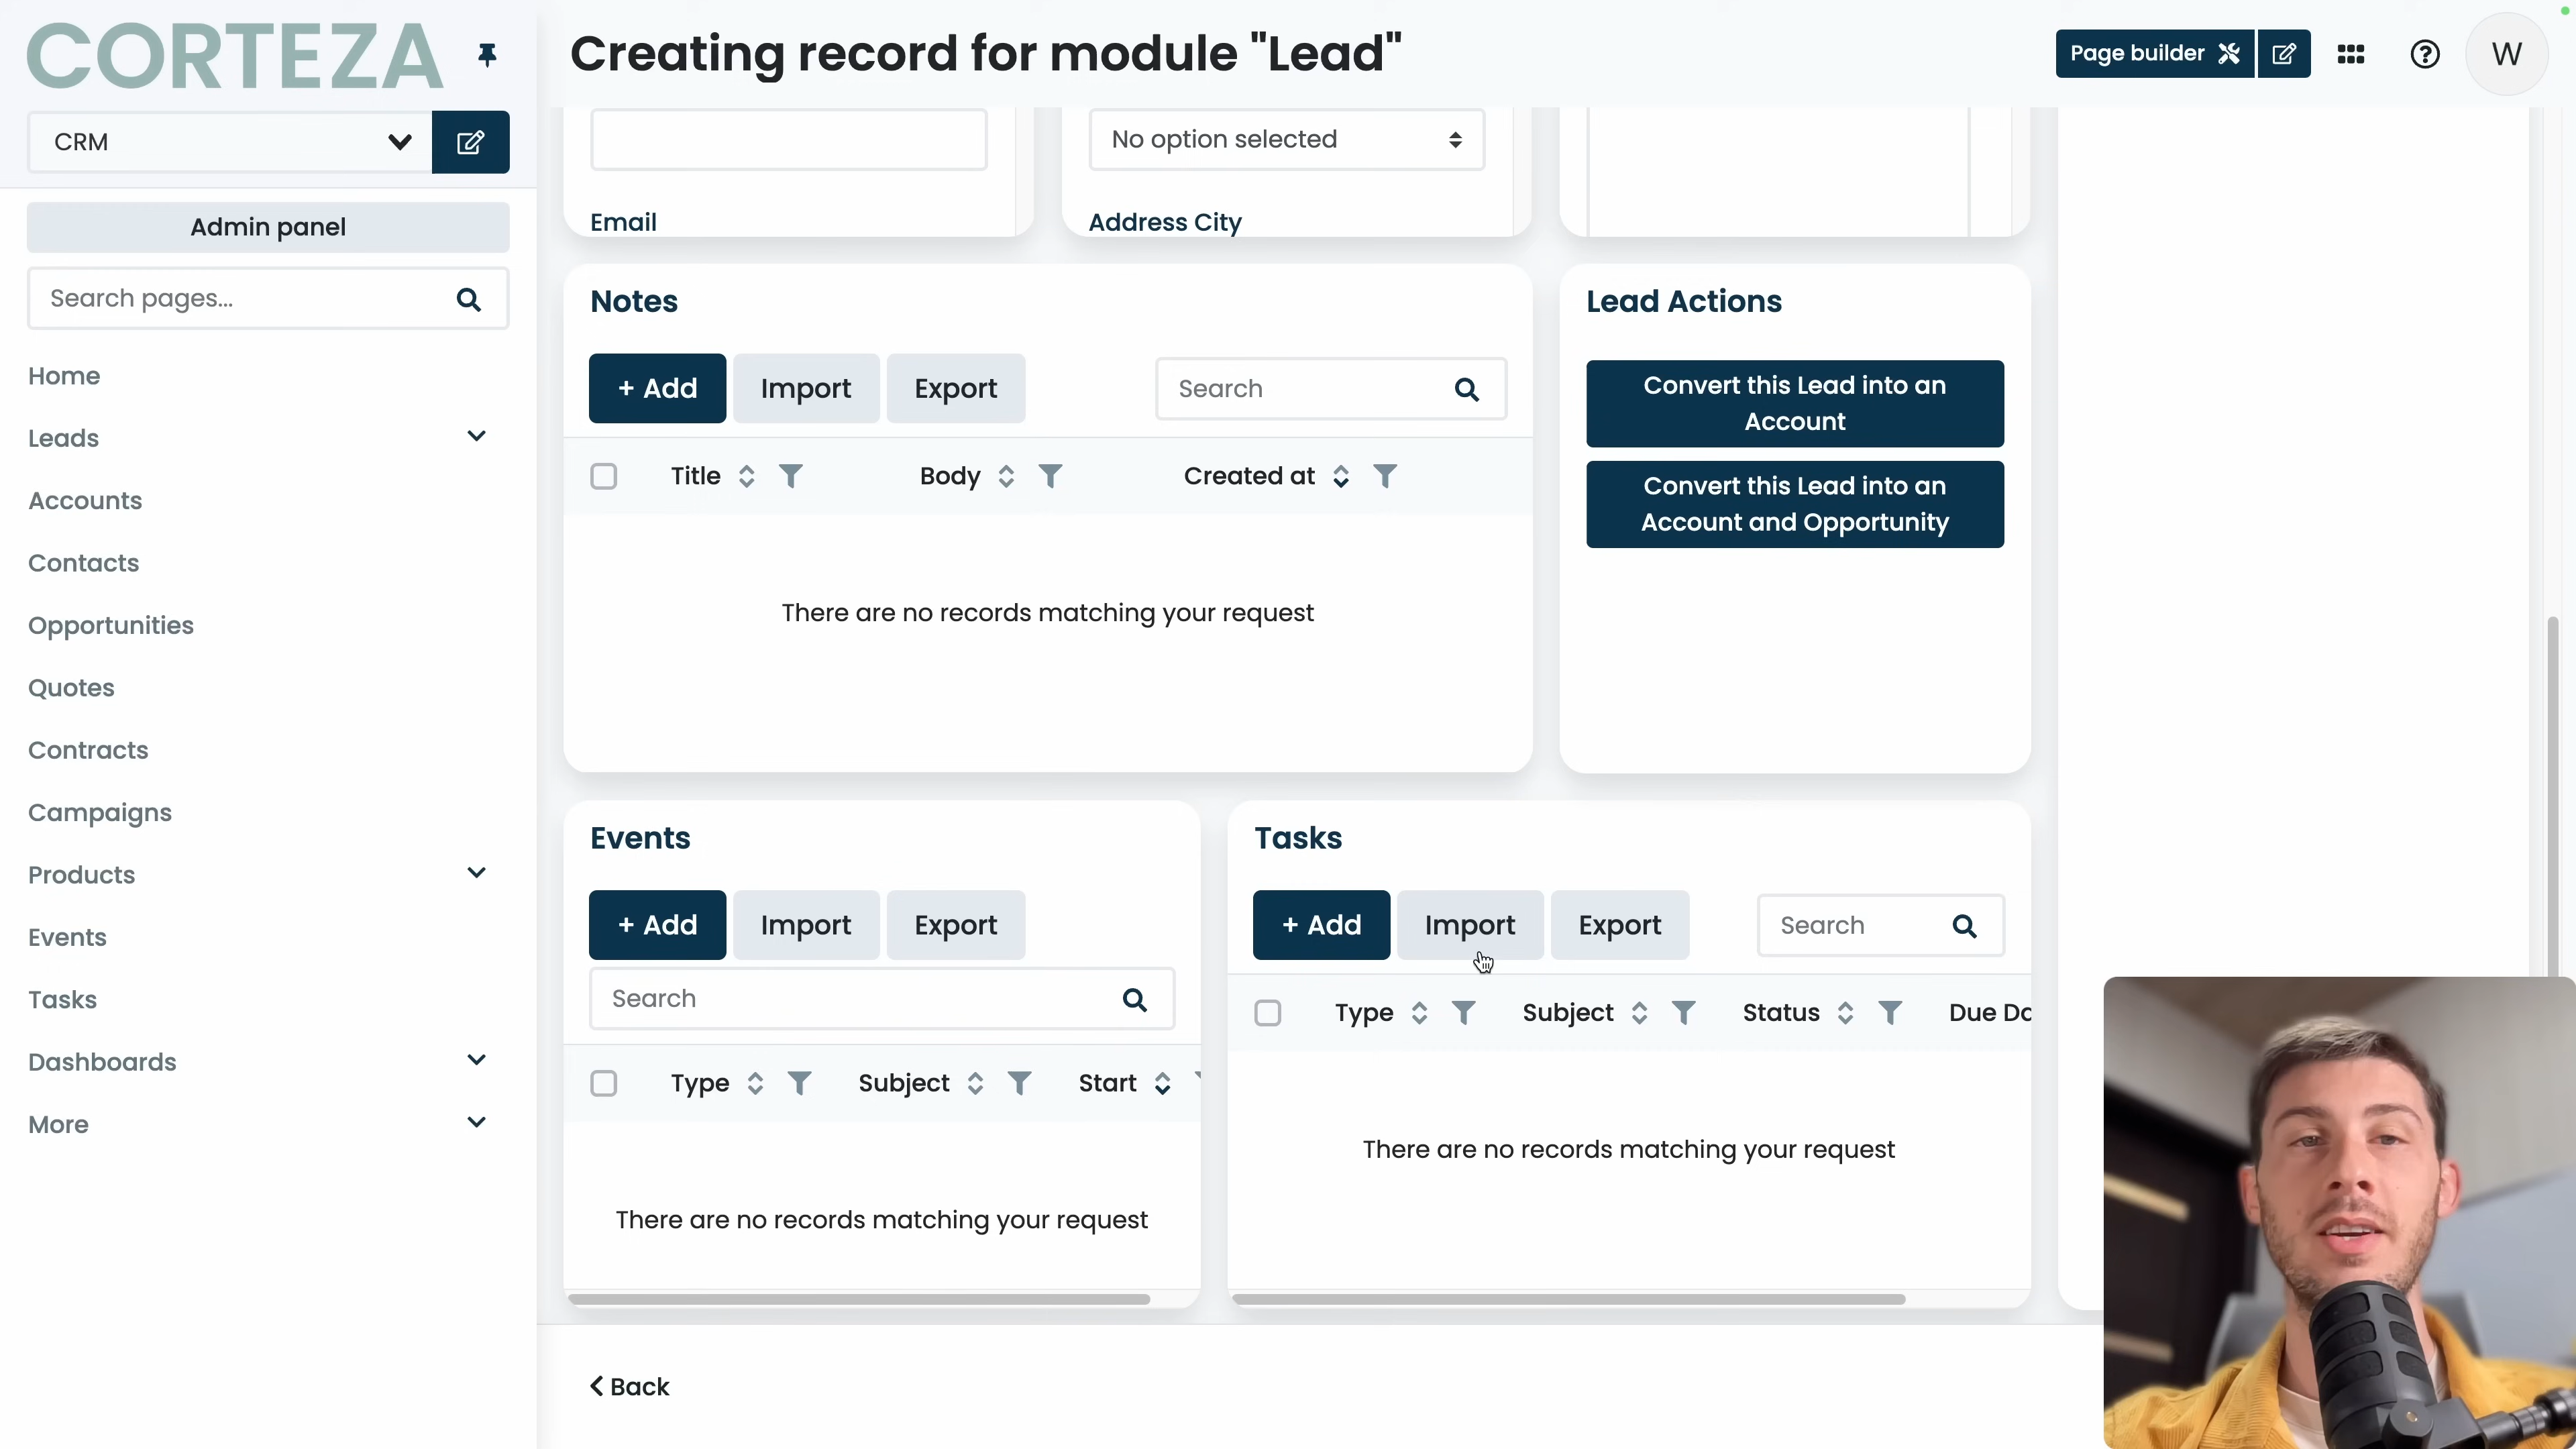 CORTEZA
Creating record for module "Lead"
Page builder
W
CRM
Admin panel
Search pages...
Home
Leads
Accounts
Contacts
Opportunities
Quotes
Contracts
Campaigns
Products
Events
Tasks
Dashboards
More
No option selected
Email
Address City
Notes
+ Add
Import
Export
Search
Title
Body
Created at
There are no records matching your request
Lead Actions
Convert this Lead into an
Account
Convert this Lead into an
Account and Opportunity
Events
+ Add
Import
Export
Search
Type
Subject
Start
There are no records matching your request
Tasks
+ Add
Import
Export
Search
Type
Subject
Status
Due Da
There are no records matching your request
Back